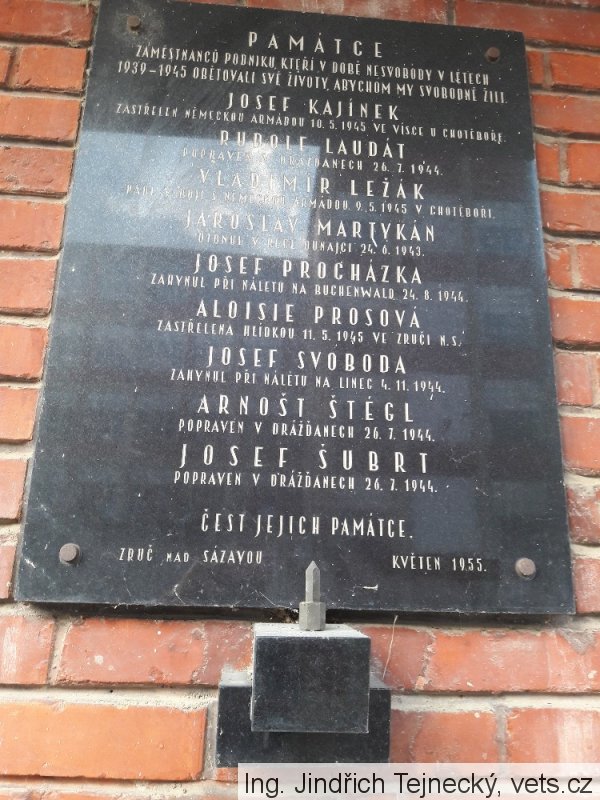 PAMÁTCE
ZAMĚSTNANCŮ PODNIKU, KTEŘÍ V DOBĚ NESVOBODY V LÉTECH
1939–1945 OBĚTOVALI SVÉ ŽIVOTY, ABYCHOM MY SVOBODNĚ ŽILI.
JOSEF KAJÍNEK
ZASTŘELEN NĚMECKOU ARMÁDOU 10. 5. 1945 VE VÍSCE U CHOTĚBOŘE.
RUDOLF LAUDÁT
POPRAVEN V DRÁŽĎANECH 26. 7. 1944.
VLADIMÍR LEŽÁK
PADL V BOJI S NĚMECKOU ARMÁDOU 9. 5. 1945 V CHOTĚBOŘI.
JAROSLAV MARTYKÁN
UTONUL V ŘECE DUNAJCI 24. 6. 1943.
JOSEF PROCHÁZKA
ZAHYNUL PŘI NÁLETU NA BUCHENWALD 24. 8. 1944.
ALOISIE PROSOVÁ
ZASTŘELENA HLÍDKOU 11. 5. 1945 VE ZRUČI N.S.
JOSEF SVOBODA
ZAHYNUL PŘI NÁLETU NA LINEC 4. 11. 1944.
ARNOŠT ŠTÉGL
POPRAVEN V DRÁŽĎANECH 26. 7. 1944.
JOSEF ŠUBRT
POPRAVEN V DRÁŽĎANECH 26. 7. 1944.
ČEST JEJICH PAMÁTCE.
ZRUČ NAD SÁZAVOU KVĚTEN 1955.
Ing. Jindřich Tejnecký, vets.cz